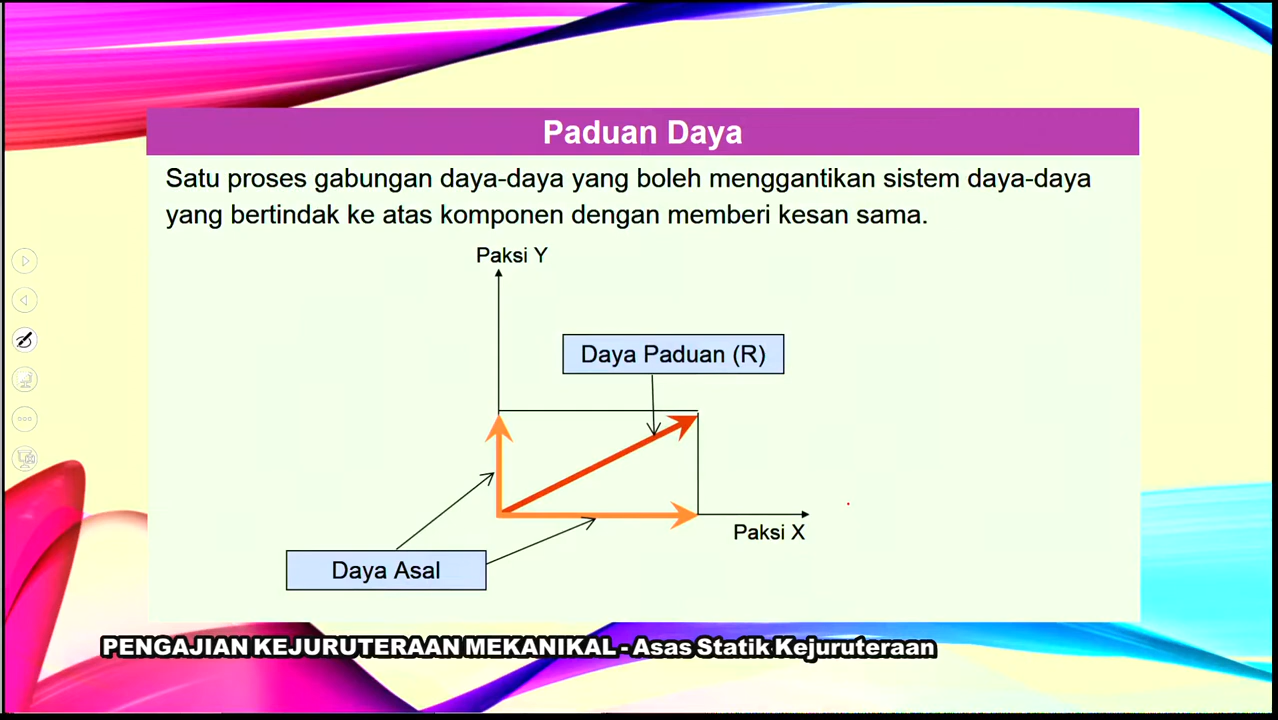 Paduan Daya
Satu proses gabungan daya-daya yang boleh menggantikan sistem daya-daya
yang bertindak ke atas komponen dengan memberi kesan sama.
Paksi Y
Daya Paduan (R)
Paksi X
Daya Asal
PENGAJIAN KEJURUTERAAN MEKANIKAL - Asas Statik Kejuruteraan